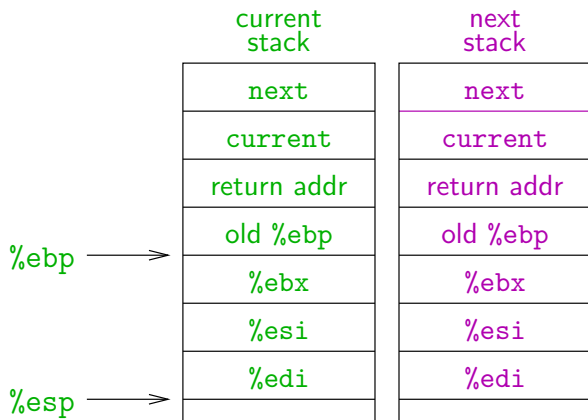 current
stack
next
stack
next
next
current
current
return addr
return addr
old %ebp
old %ebp
%ebp
%ebx
%ebx
%esi
%esi
%edi
%edi
%esp